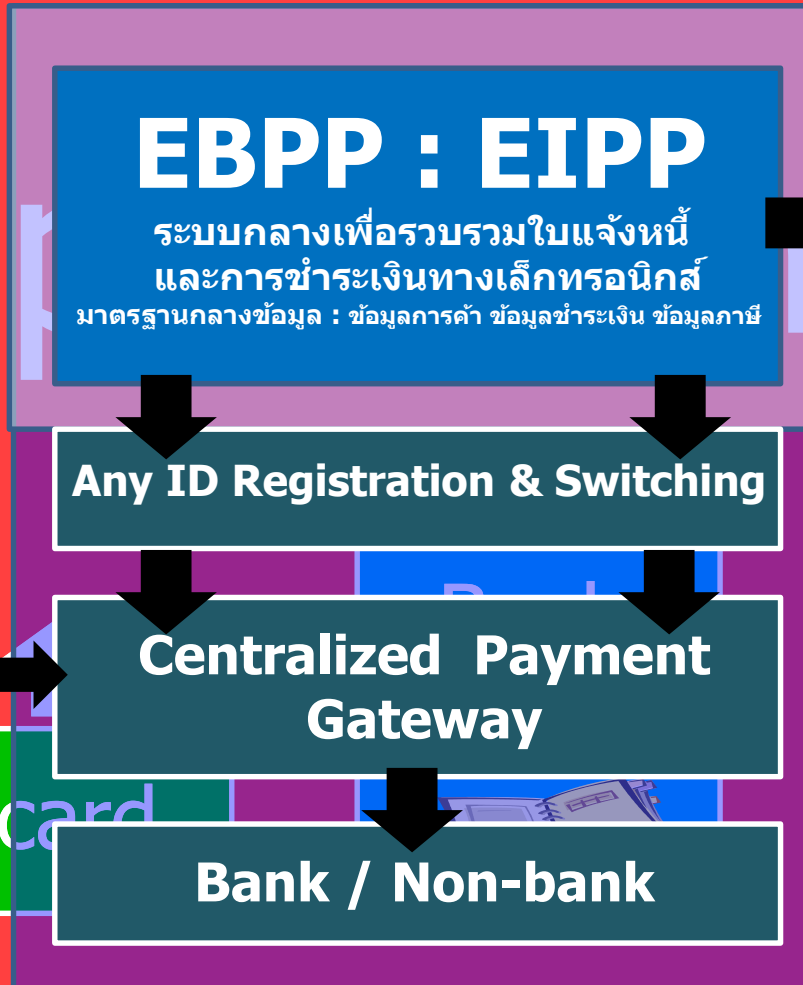 EBPP : EIPP
ระบบกลางเพื่อรวบรวมใบแจ้งหนี้
และการชำระเงินทางเล็กทรอนิกส์
มาตรฐานกลางข้อมูล : ข้อมูลการค้า ข้อมูลชำระเงิน ข้อมูลภาษี
Any ID Registration & Switching
Centralized Payment
Gateway
card
Bank / Non-bank